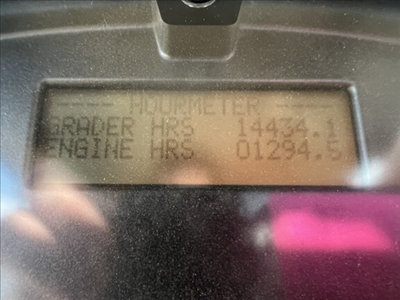 ---- HOURMETER ----
GRADER HRS 14434.1
ENGINE HRS 01294.5